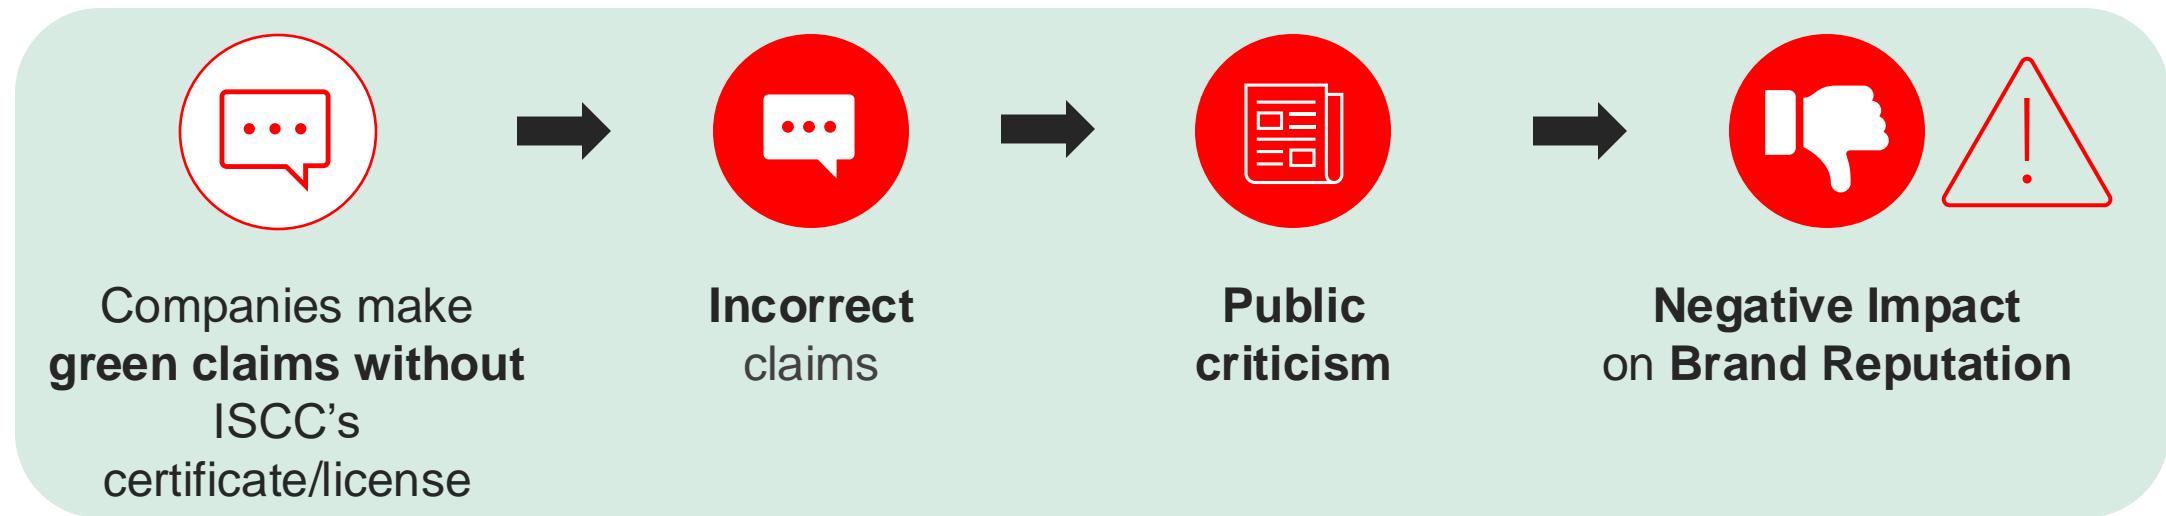 Companies make
green claims without
ISCC’s
certificate/license
Incorrect
claims
Public
criticism
Negative Impact
on Brand Reputation